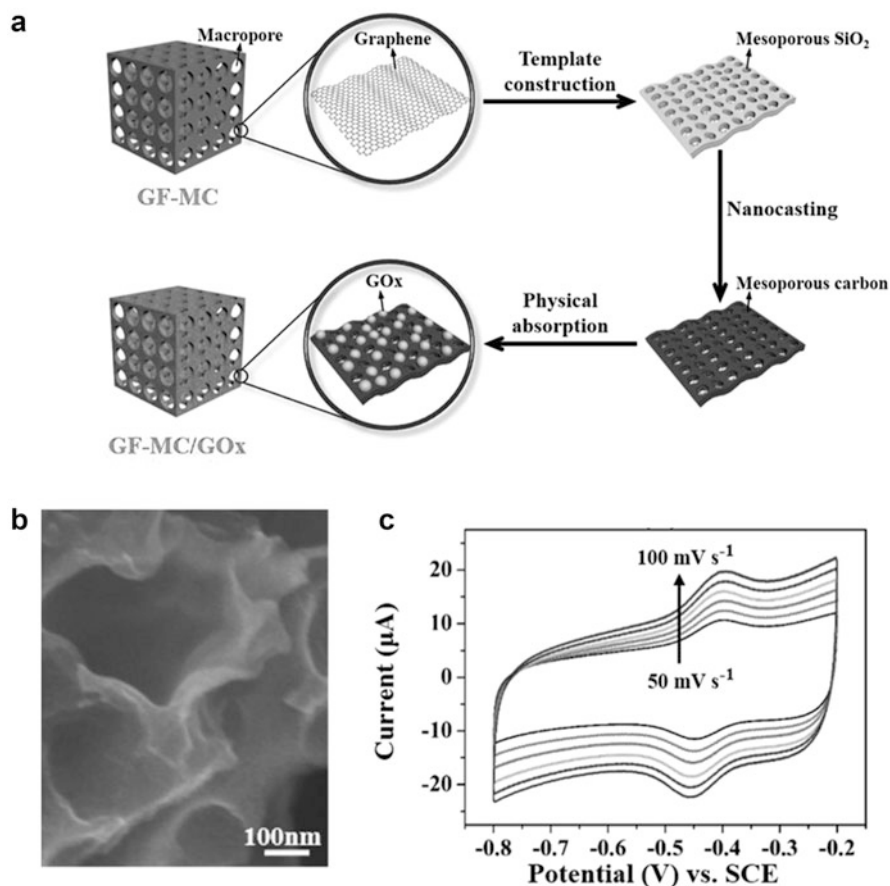 a
Macropore
Graphene
Mesoporous SiO2
Template
construction
GF-MC
Nanocasting
GOx
Mesoporous carbon
Physical
absorption
GF-MC/GOx
b
100nm
c
100 mV s-1
50 mV s-1
Current (μA)
20
10
0
-10
-20
-0.8 -0.7 -0.6 -0.5 -0.4 -0.3 -0.2
Potential (V) vs. SCE